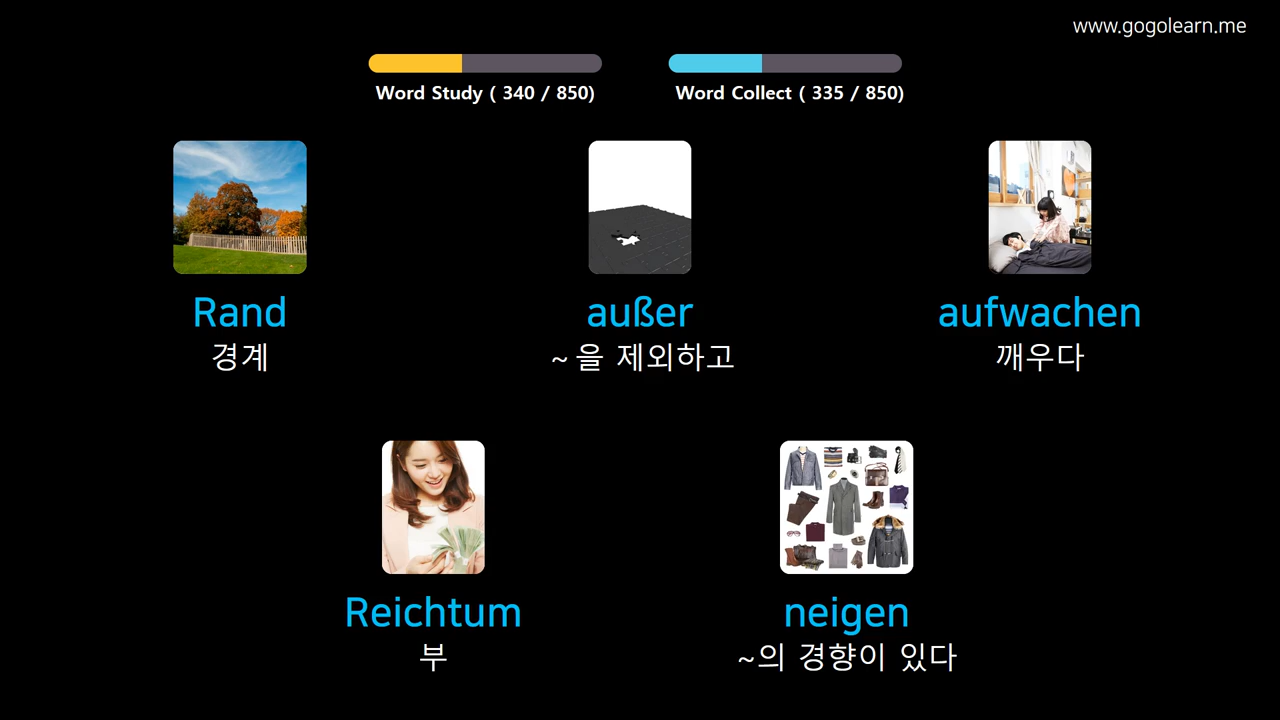 www.gogolearn.me
Word Study ( 340 / 850)
Word Collect ( 335 / 850)
Rand
경계
außer
~을 제외하고
aufwachen
깨우다
Reichtum
부
neigen
~의 경향이 있다